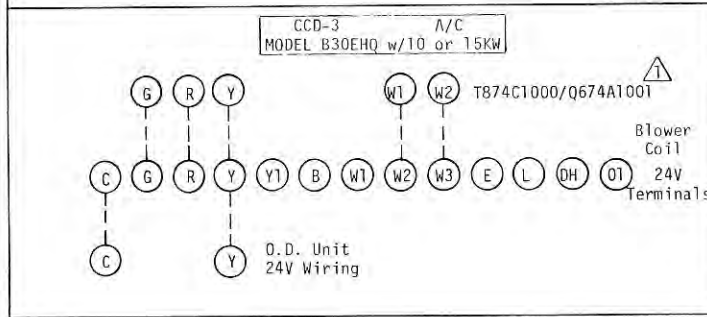 CCD-3 A/C
MODEL B30EHQ w/10 or 15KW
1
G R Y W1 W2 T874C1000/Q674A1001
Blower
Coil
C G R Y Y1 B W1 W2 W3 E L DH O1 24V
Terminals
C Y O.D. Unit
24V Wiring